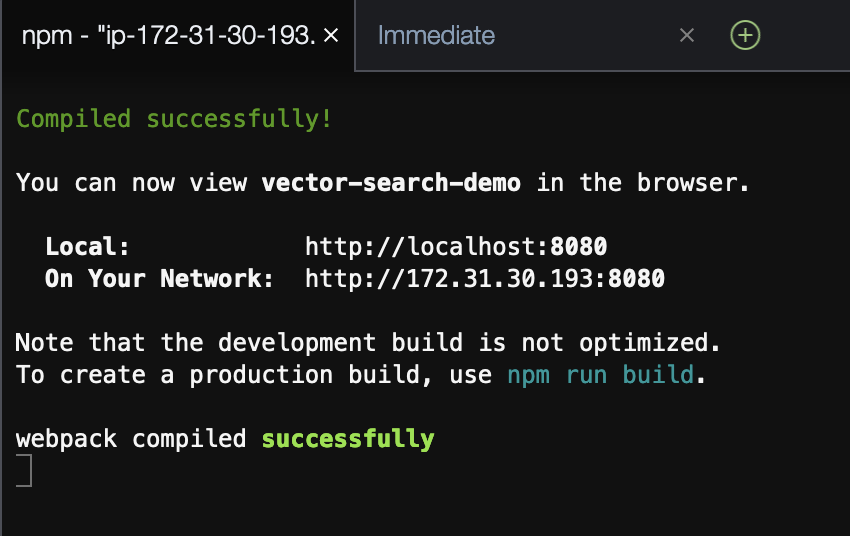 npm - "ip-172-31-30-193. ×
Immediate ×
Compiled successfully!
You can now view vector-search-demo in the browser.
Local: http://localhost:8080
On Your Network: http://172.31.30.193:8080
Note that the development build is not optimized.
To create a production build, use npm run build.
webpack compiled successfully